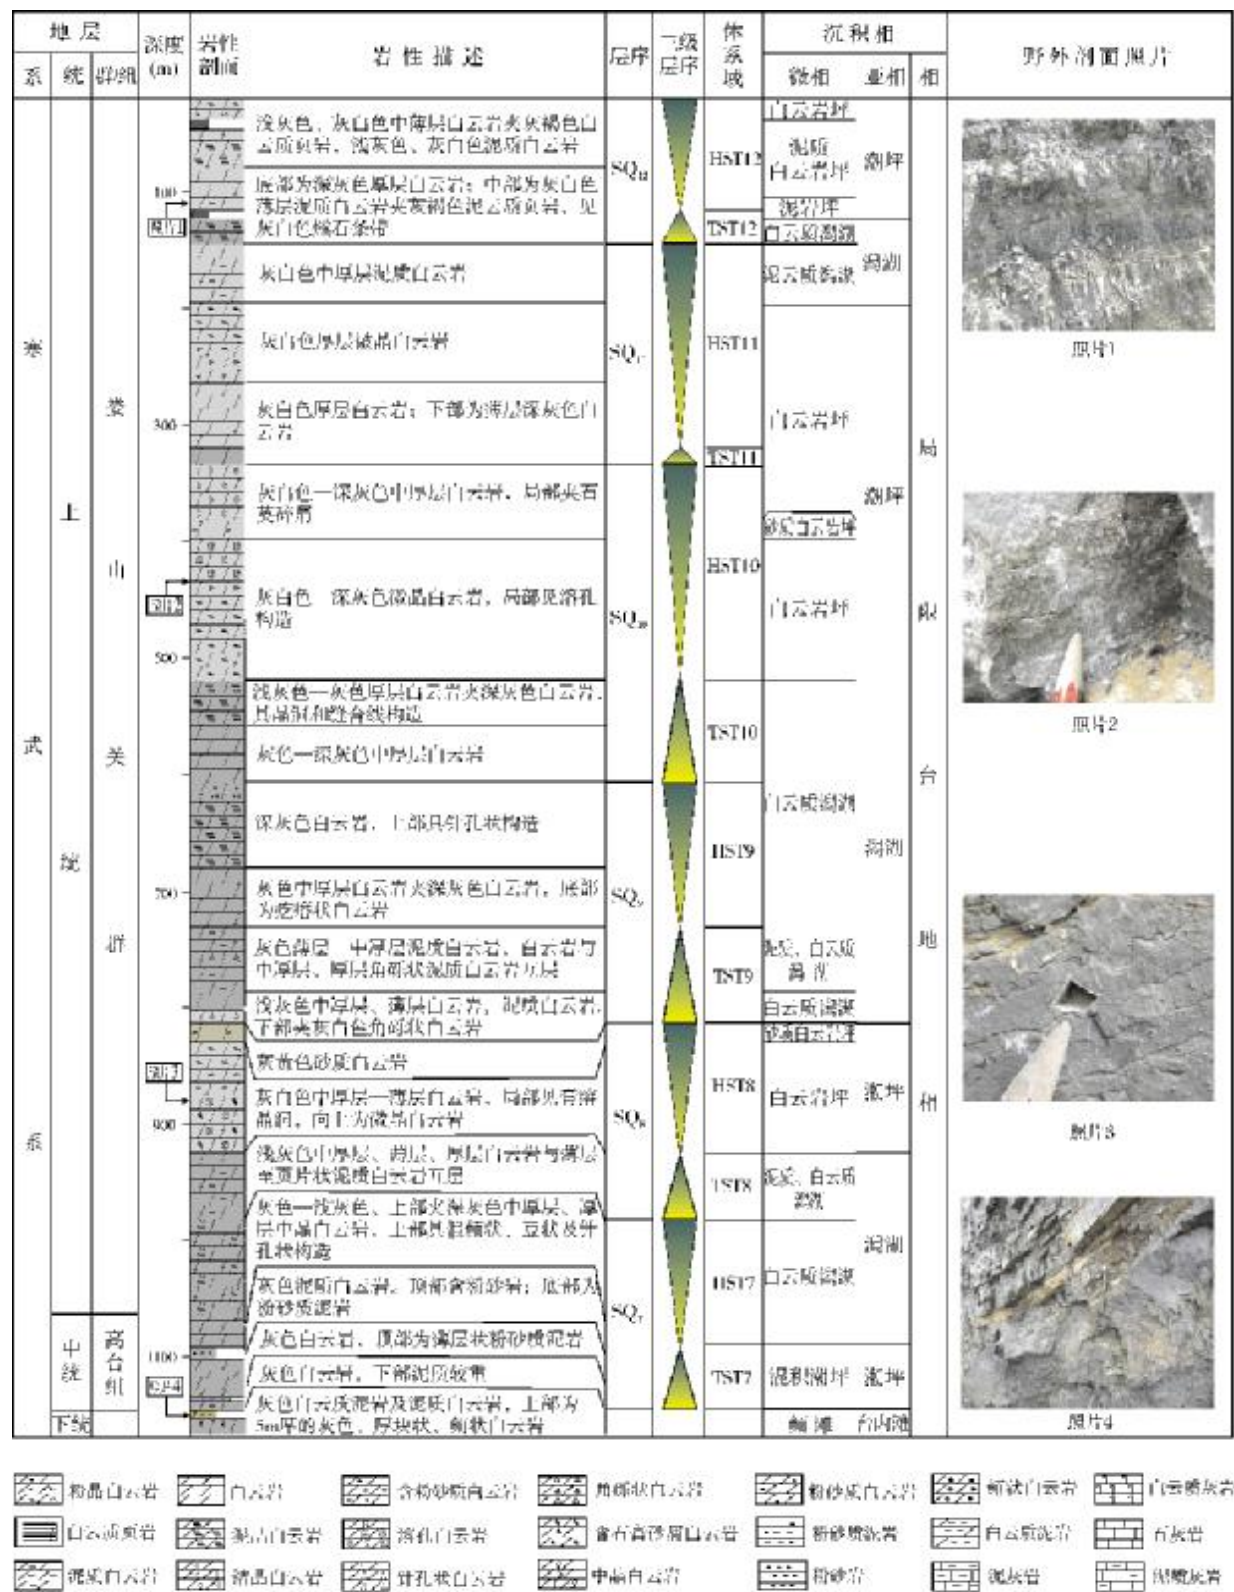 地层
系
统
群/组
深度
(m)
岩性
剖面
岩性描述
层序
三级
层序
体
系
域
沉积相
微相
亚相
相
野外剖面照片
寒
武
系
上
统
中
统
下统
娄
山
关
群
高
台
组
300
500
700
900
1100
浅灰色、灰白色中薄层白云岩夹灰褐色白
云质页岩、浅灰色、灰白色泥质白云岩
底部为深灰色厚层白云岩；中部为灰白色
薄层泥质白云岩夹灰褐色泥云质页岩，见
灰白色燧石条带
灰白色中厚层泥质白云岩
灰白色厚层微晶白云岩
灰白色厚层白云岩；下部为薄层深灰色白
云岩
灰白色—深灰色中厚层白云岩，局部夹石
英碎屑
灰白色—深灰色微晶白云岩，局部见溶孔
构造
浅灰色—灰色厚层白云岩夹深灰色白云岩，
具晶洞和缝合线构造
灰色—深灰色中厚层白云岩
深灰色白云岩，上部具针孔状构造
灰色中厚层白云岩夹深灰色白云岩，底部
为疙瘩状白云岩
灰色薄层—中厚层泥质白云岩、白云岩与
中厚层、厚层角砾状泥质白云岩互层
浅灰色中厚层、薄层白云岩，泥质白云岩，
下部夹灰白色角砾状白云岩
灰黄色砂质白云岩
灰白色中厚层—薄层白云岩，局部见有溶
晶洞，向上为微晶白云岩
浅灰色中厚层、薄层、厚层白云岩与薄层
至页片状泥质白云岩互层
灰色—浅灰色、上部夹深灰色中厚层、厚
层中晶白云岩，上部具豆状及针
孔状构造
灰色泥质白云岩，顶部含粉砂岩；底部为
粉砂质泥岩
灰色白云岩，顶部为薄层状粉砂质泥岩
灰色白云岩，下部泥质较重
灰色白云质泥岩及泥质白云岩，上部为
5m厚的灰色、厚块状、鲕状白云岩
SQ12
SQ11
SQ10
SQ9
SQ8
SQ7
HST12
TST12
HST11
TST11
HST10
TST10
HST9
TST9
HST8
TST8
HST7
TST7
白云岩坪
泥质
白云岩坪
泥岩坪
白云质潟湖
泥云质潟湖
白云岩坪
砂质白云岩坪
白云岩坪
白云质潟湖
泥质、白云质
潟湖
白云质潟湖
砂质白云岩坪
白云岩坪
泥质、白云质
潟湖
白云质潟湖
泥积潮坪
鲕滩
潮坪
潟湖
潮坪
潟湖
潮坪
潟湖
潮坪
台内滩
局
限
台
地
相
照片1
照片2
照片3
照片4
粉晶白云岩
白云岩
含粉砂质白云岩
角砾状白云岩
粉砂质白云岩
鲕状白云岩
白云质灰岩
白云质页岩
泥晶白云岩
溶孔白云岩
含石膏砂屑白云岩
粉砂质泥岩
白云质泥岩
石灰岩
泥质白云岩
细晶白云岩
针孔状白云岩
中晶白云岩
粉砂岩
泥灰岩
泥质灰岩